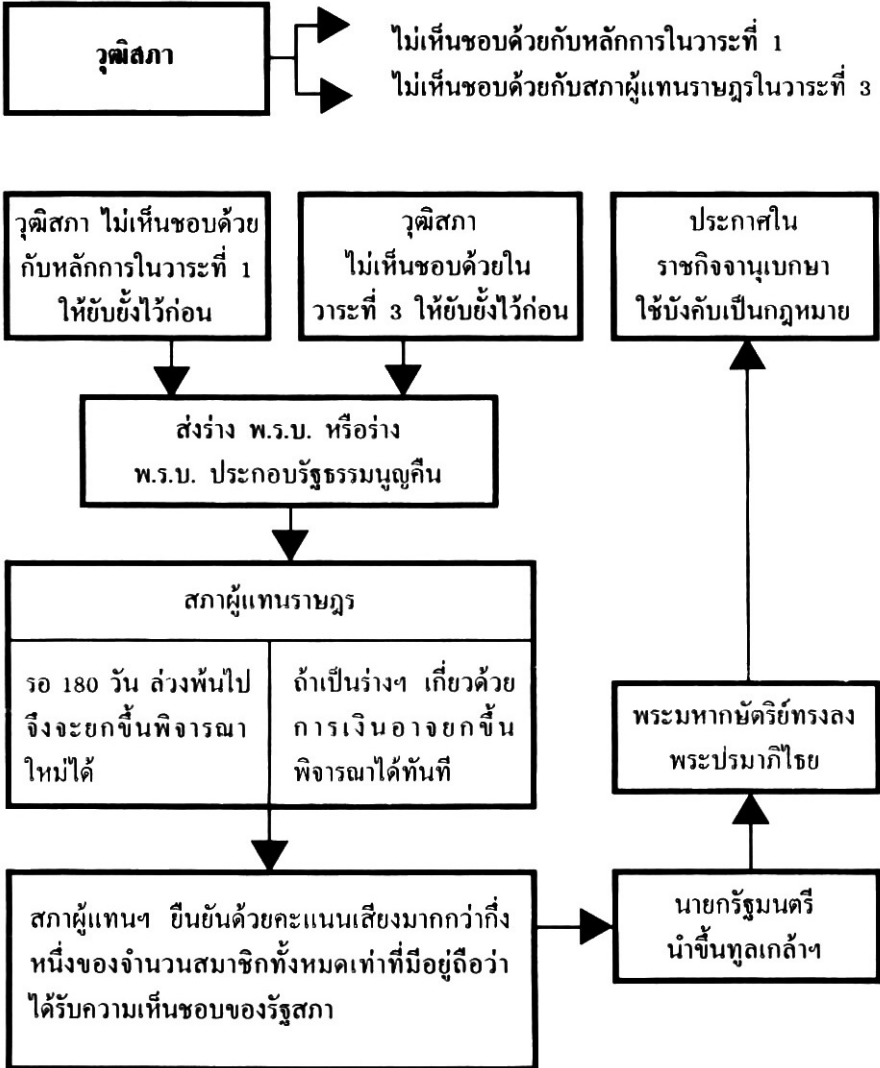 วุฒิสภา
ไม่เห็นชอบด้วยกับหลักการในวาระที่ 1
ไม่เห็นชอบด้วยกับสภาผู้แทนราษฎรในวาระที่ 3
วุฒิสภา ไม่เห็นชอบด้วย
กับหลักการในวาระที่ 1
ให้ยับยั้งไว้ก่อน
วุฒิสภา
ไม่เห็นชอบด้วยใน
วาระที่ 3 ให้ยับยั้งไว้ก่อน
ประกาศใน
ราชกิจจานุเบกษา
ใช้บังคับเป็นกฎหมาย
ส่งร่าง พ.ร.บ. หรือร่าง
พ.ร.บ. ประกอบรัฐธรรมนูญคืน
สภาผู้แทนราษฎร
รอ 180 วัน ล่วงพ้นไป
จึงจะยกขึ้นพิจารณา
ใหม่ได้
ถ้าเป็นร่างฯ เกี่ยวด้วย
การเงินอาจยกขึ้น
พิจารณาได้ทันที
พระมหากษัตริย์ทรงลง
พระปรมาภิไธย
สภาผู้แทนฯ ยืนยันด้วยคะแนนเสียงมากกว่ากึ่ง
หนึ่งของจำนวนสมาชิกทั้งหมดเท่าที่มีอยู่ถือว่า
ได้รับความเห็นชอบของรัฐสภา
นายกรัฐมนตรี
นำขึ้นทูลเกล้าฯ